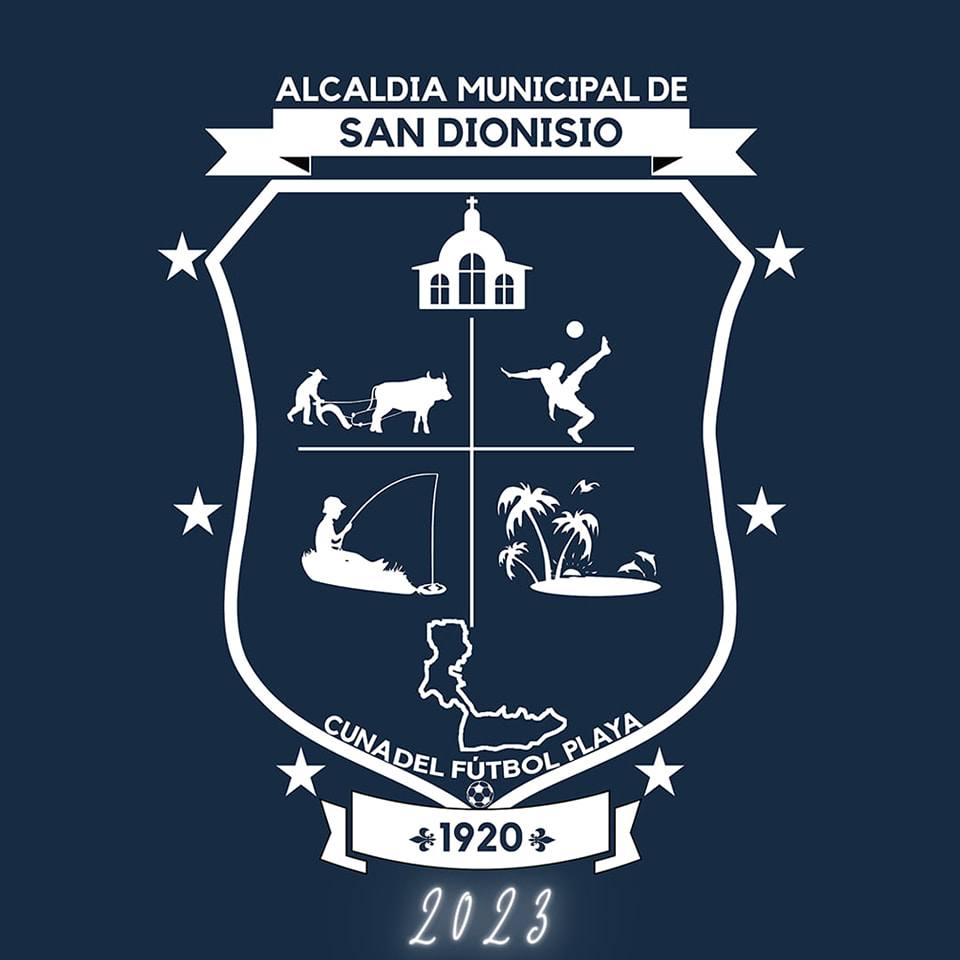 ALCALDIA MUNICIPAL DE
SAN DIONISIO
CUNA DEL FÚTBOL PLAYA
1920
2023